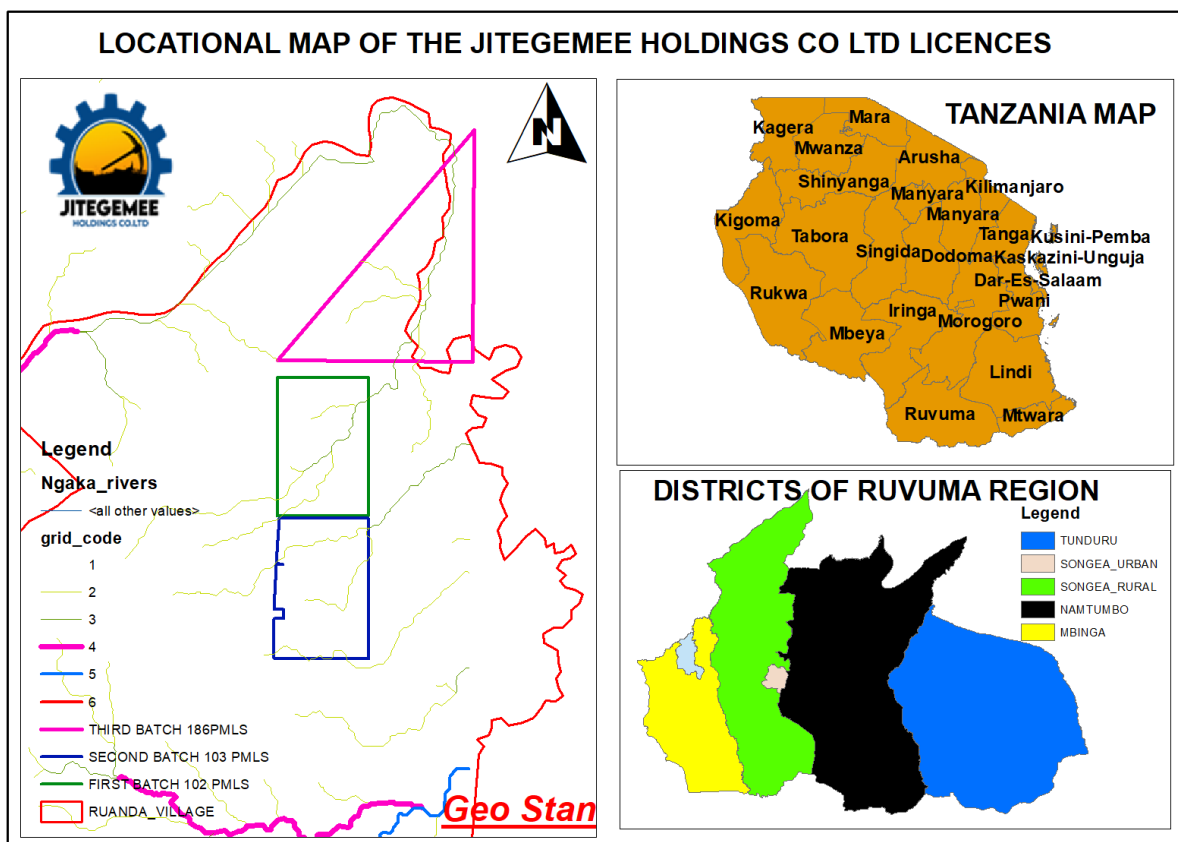 LOCATIONAL MAP OF THE JITEGEMEE HOLDINGS CO LTD LICENCES
JITEGEMEE
HOLDINGS CO.LTD
N
Legend
Ngaka_rivers
<all other values>
grid_code
1
2
3
4
5
6
THIRD BATCH 186PMLS
SECOND BATCH 103 PMLS
FIRST BATCH 102 PMLS
RUANDA_VILLAGE
Geo Stan
TANZANIA MAP
Mara
Kagera
Mwanza
Arusha
Shinyanga
Kilimanjaro
Manyara
Manyara
Kigoma
Tabora
Tanga
Kusini-Pemba
Singida
Dodoma
Kaskazini-Unguja
Dar-Es-Salaam
Rukwa
Pwani
Iringa
Morogoro
Mbeya
Lindi
Ruvuma
Mtwara
DISTRICTS OF RUVUMA REGION
Legend
TUNDURU
SONGEA_URBAN
SONGEA_RURAL
NAMTUMBO
MBINGA